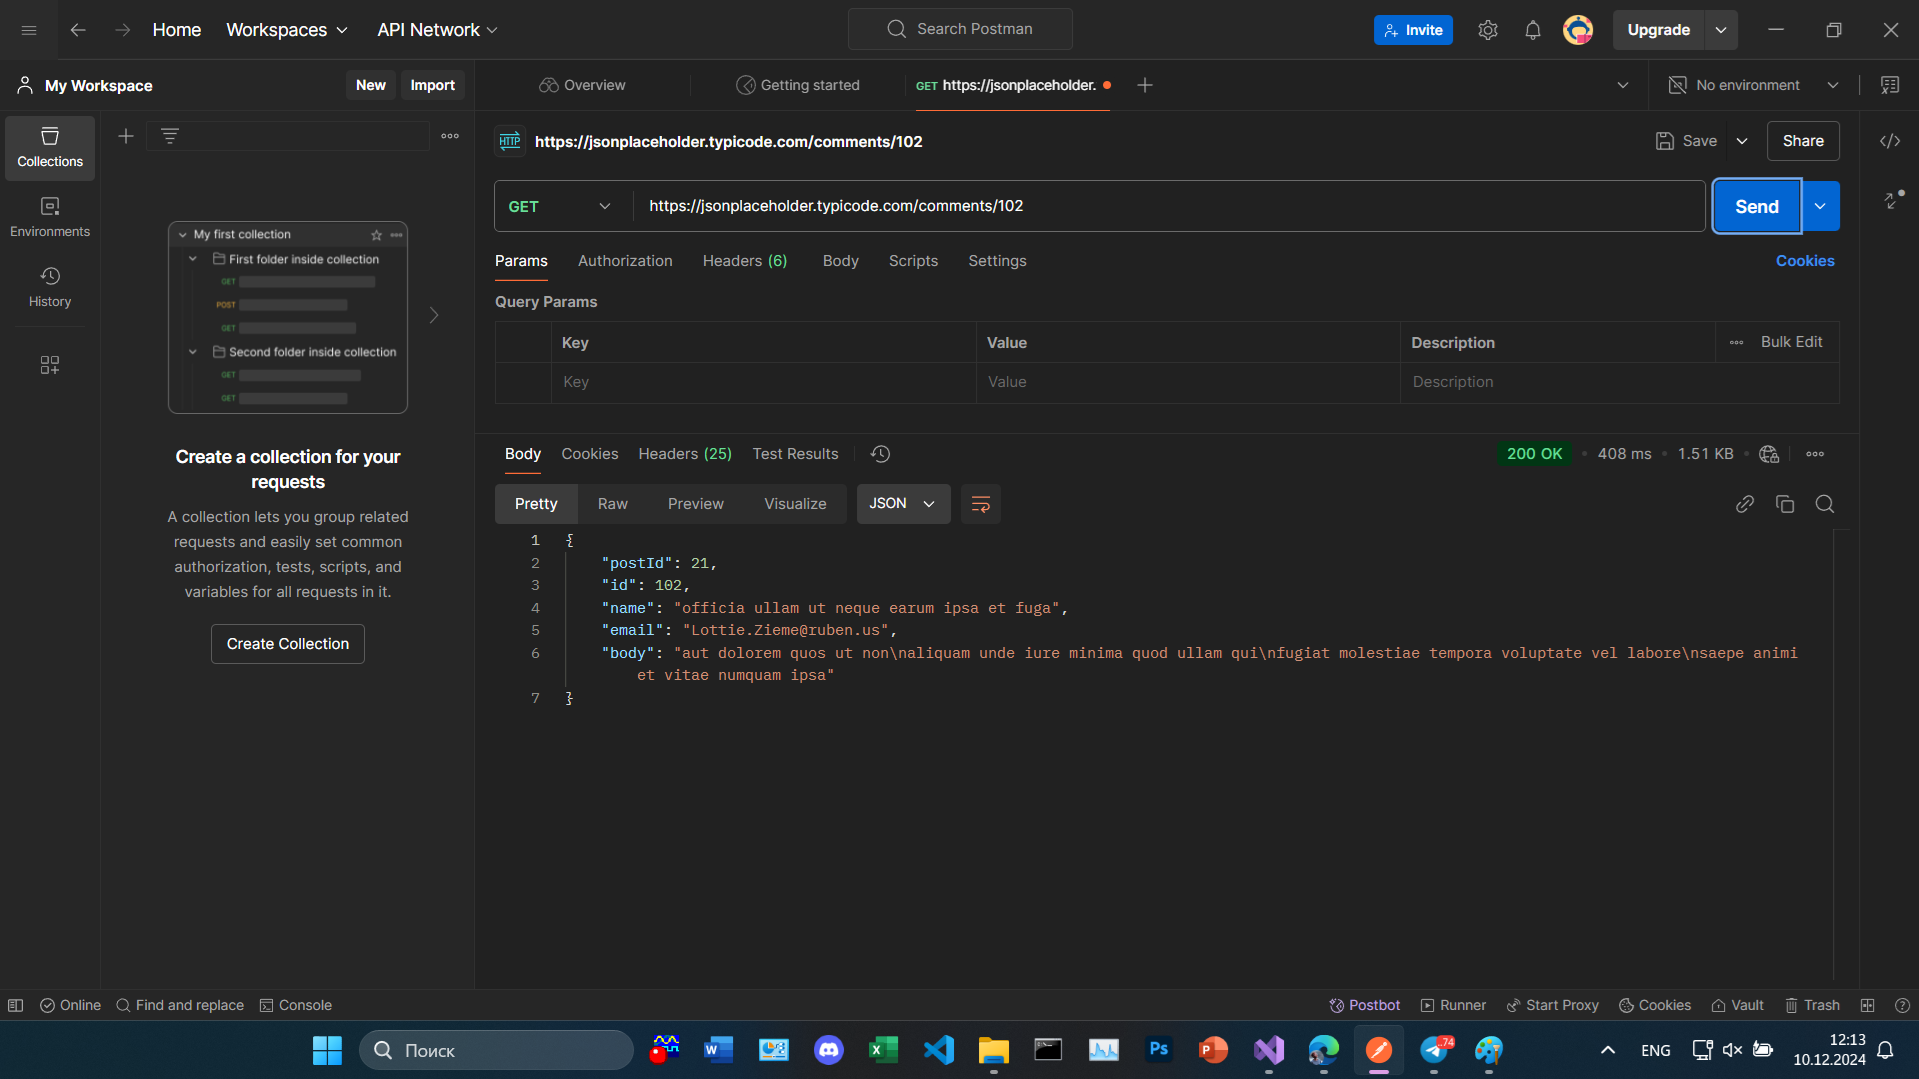 Home Workspaces API Network Search Postman Invite Upgrade
My Workspace New Import Overview Getting started GET https://jsonplaceholder. No environment
Collections
Environments
History
My first collection
First folder inside collection
GET
POST
GET
Second folder inside collection
GET
GET
Create a collection for your
requests
A collection lets you group related
requests and easily set common
authorization, tests, scripts, and
variables for all requests in it.
Create Collection
HTTP https://jsonplaceholder.typicode.com/comments/102 Save Share
GET https://jsonplaceholder.typicode.com/comments/102 Send
Params Authorization Headers (6) Body Scripts Settings Cookies
Query Params
Key Value Description Bulk Edit
Key Value Description
Body Cookies Headers (25) Test Results 200 OK 408 ms 1.51 KB
Pretty Raw Preview Visualize JSON
1 {
2 "postId": 21,
3 "id": 102,
4 "name": "officia ullam ut neque earum ipsa et fuga",
5 "email": "Lottie.Zieme@ruben.us",
6 "body": "aut dolorem quos ut non\naliquam unde iure minima quod ullam qui\nfugiat molestiae tempora voluptate vel labore\nsaepe animi
et vitae numquam ipsa"
7 }
Online Find and replace Console Postbot Runner Start Proxy Cookies Vault Trash
Поиск W Ps P 74 ENG 12:13
10.12.2024